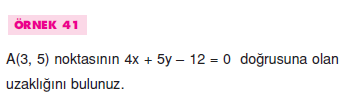 ÖRNEK 41
A(3, 5) noktasının 4x + 5y – 12 = 0 doğrusuna olan
uzaklığını bulunuz.